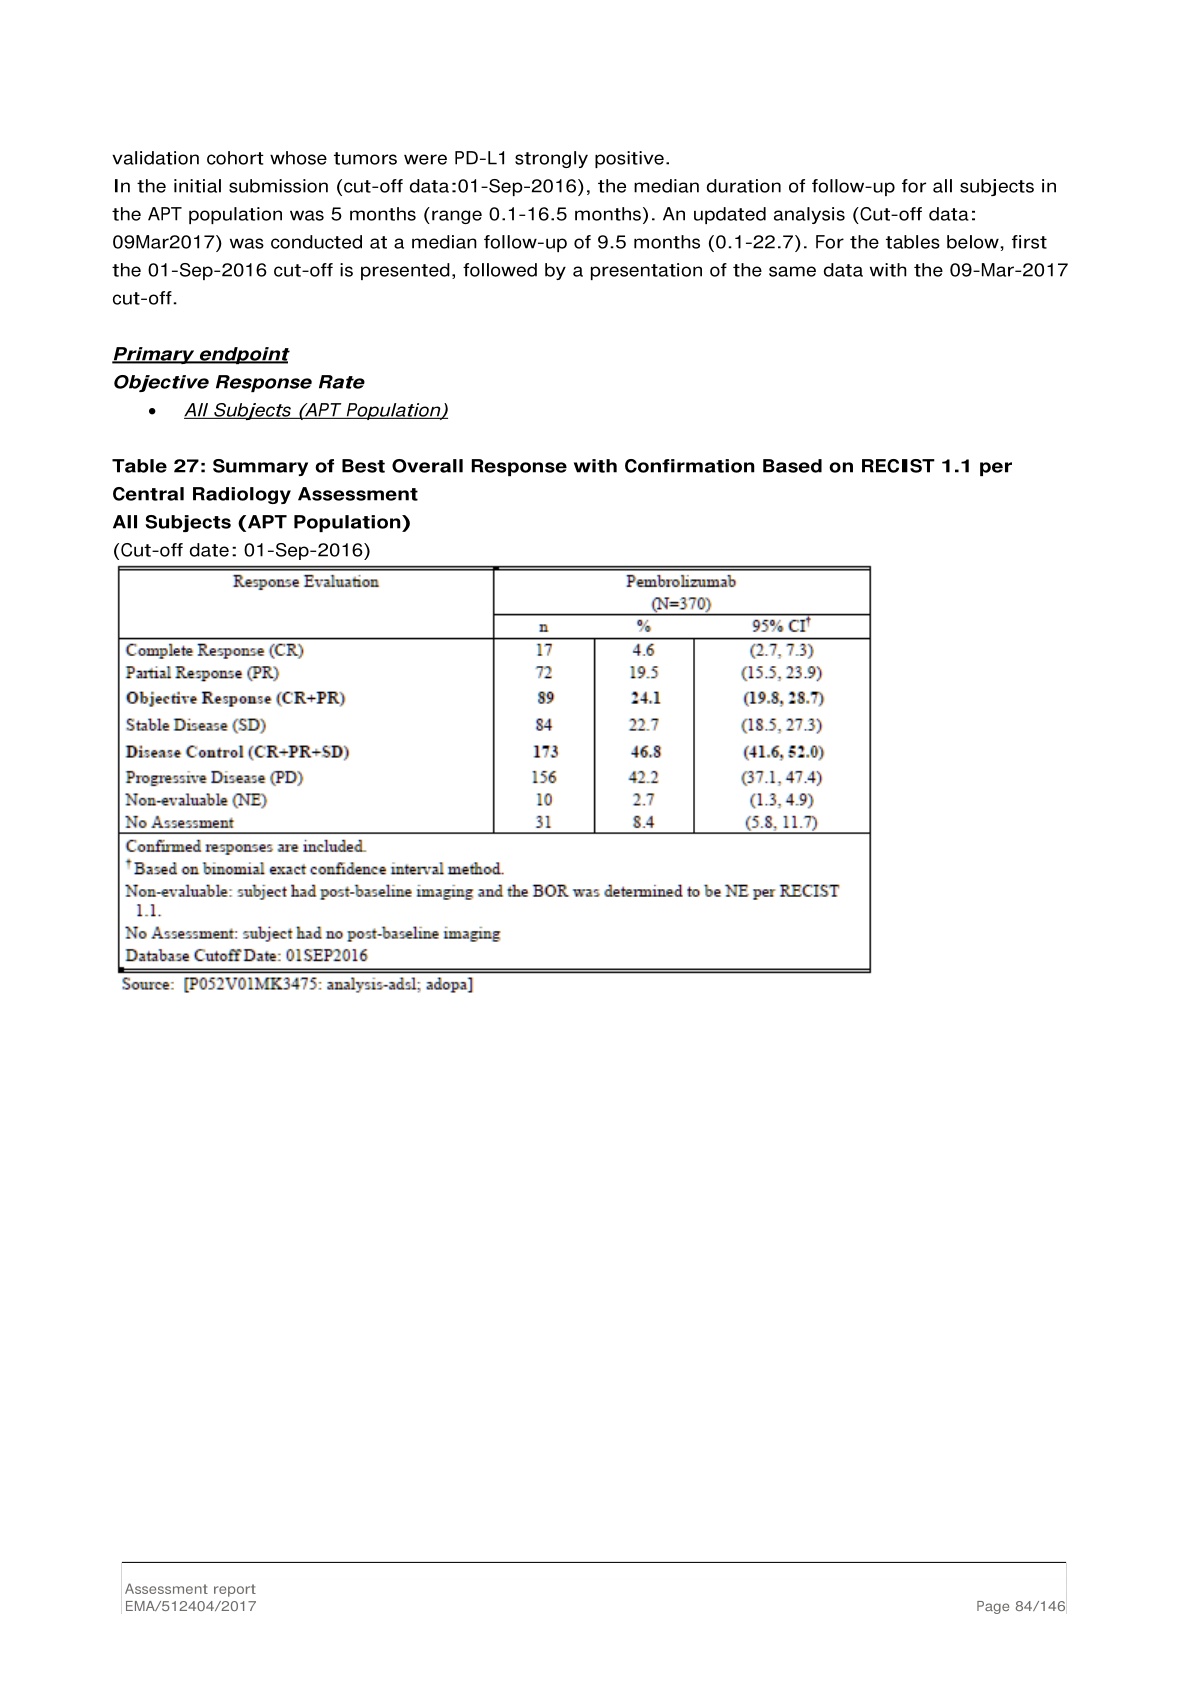 validation cohort whose tumors were PD-L1 strongly positive.
In the initial submission (cut-off data:01-Sep-2016), the median duration of follow-up for all subjects in
the APT population was 5 months (range 0.1-16.5 months). An updated analysis (Cut-off data:
09Mar2017) was conducted at a median follow-up of 9.5 months (0.1-22.7). For the tables below, first
the 01-Sep-2016 cut-off is presented, followed by a presentation of the same data with the 09-Mar-2017
cut-off.
Primary endpoint
Objective Response Rate
• All Subjects (APT Population)
Table 27: Summary of Best Overall Response with Confirmation Based on RECIST 1.1 per
Central Radiology Assessment
All Subjects (APT Population)
(Cut-off date: 01-Sep-2016)
Response Evaluation Pembrolizumab
(N=370)
n % 95% CI†
Complete Response (CR) 17 4.6 (2.7, 7.3)
Partial Response (PR) 72 19.5 (15.5, 23.9)
Objective Response (CR+PR) 89 24.1 (19.8, 28.7)
Stable Disease (SD) 84 22.7 (18.5, 27.3)
Disease Control (CR+PR+SD) 173 46.8 (41.6, 52.0)
Progressive Disease (PD) 156 42.2 (37.1, 47.4)
Non-evaluable (NE) 10 2.7 (1.3, 4.9)
No Assessment 31 8.4 (5.8, 11.7)
Confirmed responses are included.
† Based on binomial exact confidence interval method.
Non-evaluable: subject had post-baseline imaging and the BOR was determined to be NE per RECIST
1.1.
No Assessment: subject had no post-baseline imaging
Database Cutoff Date: 01SEP2016
Source: [P052V01MK3475: analysis-adsl; adopa]
Assessment report
EMA/512404/2017 Page 84/146